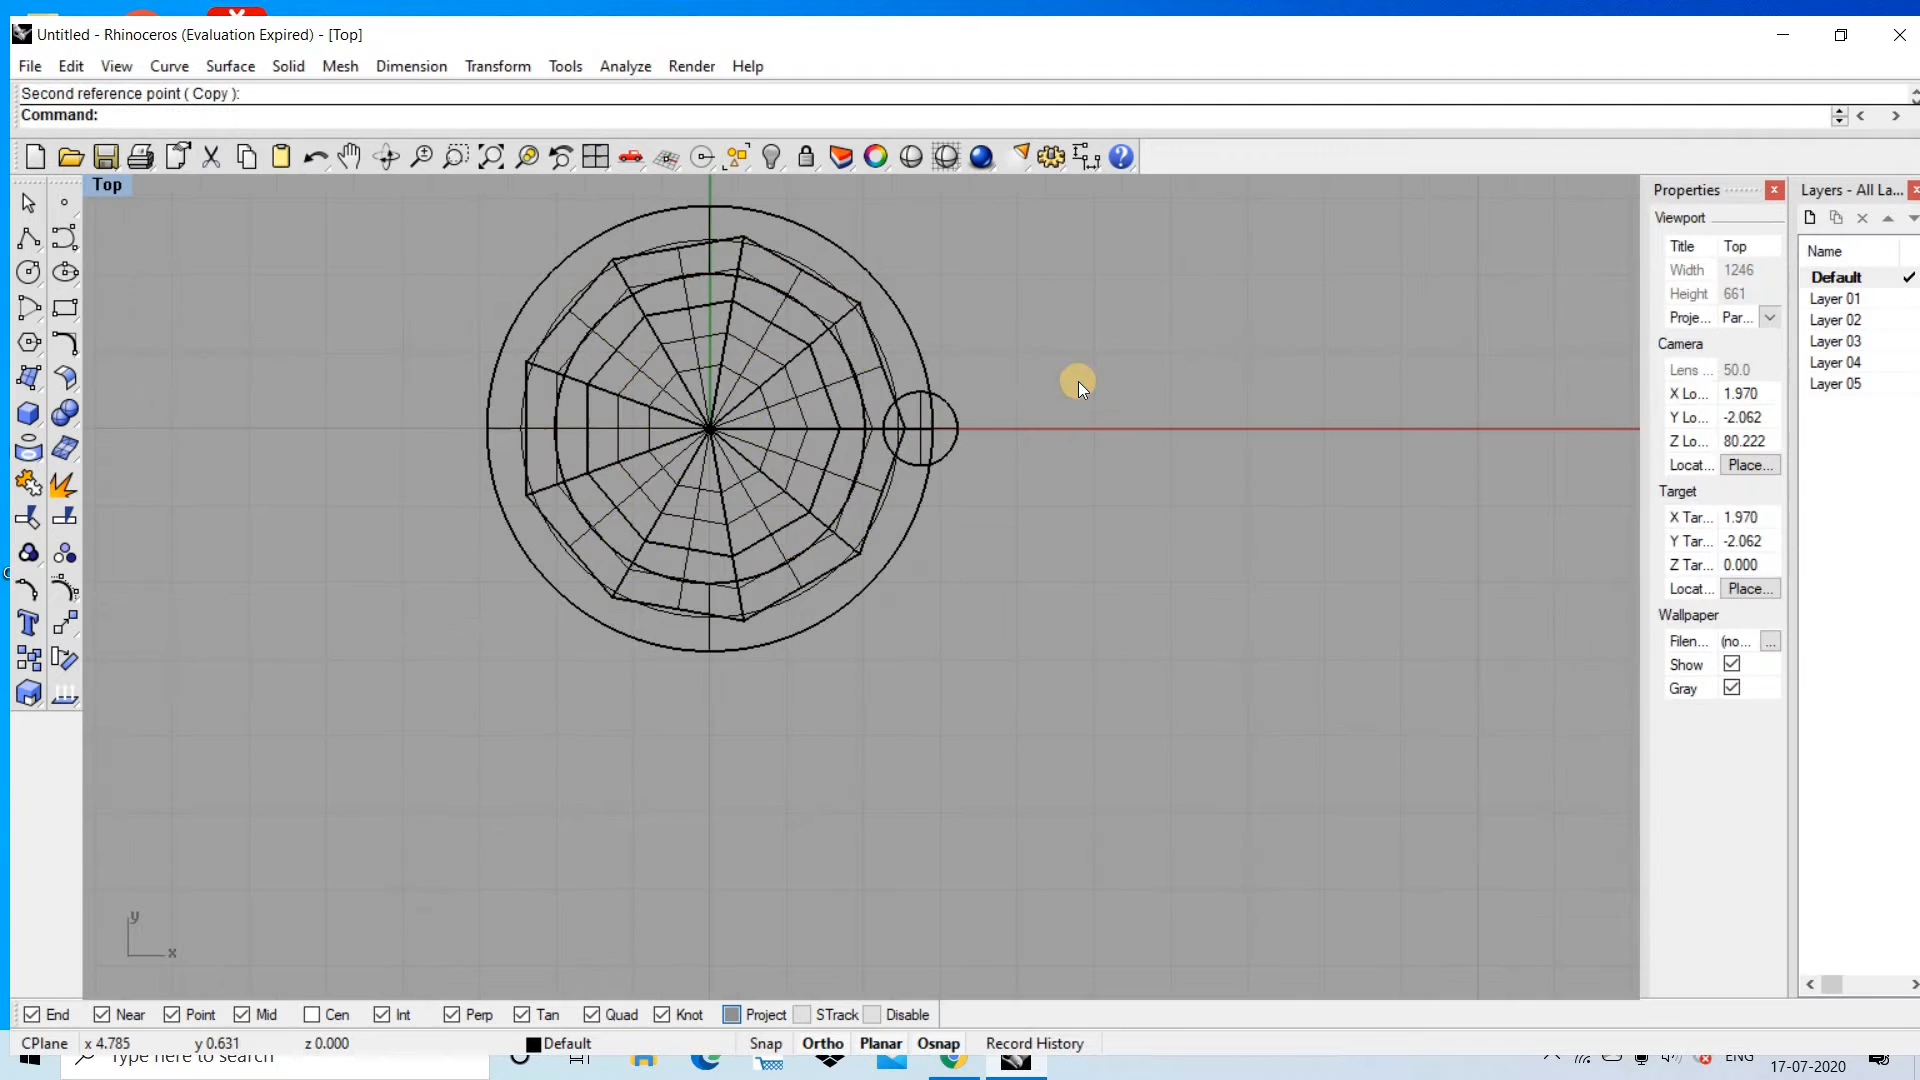 Untitled - Rhinoceros (Evaluation Expired) - [Top]
File Edit View Curve Surface Solid Mesh Dimension Transform Tools Analyze Render Help
Second reference point ( Copy ):
Command:
Top
Properties
Layers - All La...
Viewport
Title Top
Width 1246
Height 661
Proje... Par...
Camera
Lens ... 50.0
X Lo... 1.970
Y Lo... -2.062
Z Lo... 80.222
Locat... Place...
Target
X Tar... 1.970
Y Tar... -2.062
Z Tar... 0.000
Locat... Place...
Wallpaper
Filen... (no... ...
Show
Gray
Name
Default
Layer 01
Layer 02
Layer 03
Layer 04
Layer 05
y
x
End Near Point Mid Cen Int Perp Tan Quad Knot Project STrack Disable
CPlane x 4.785 y 0.631 z 0.000 Default Snap Ortho Planar Osnap Record History
Type here to search
ENG
17-07-2020